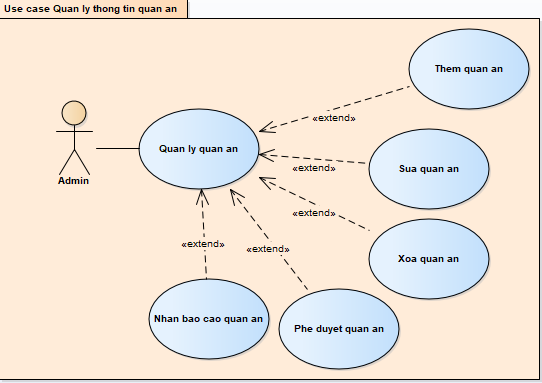 Use case Quan ly thong tin quan an
Them quan an
«extend»
Admin
Quan ly quan an
«extend»
Sua quan an
«extend»
Xoa quan an
«extend»
«extend»
Nhan bao cao quan an
Phe duyet quan an